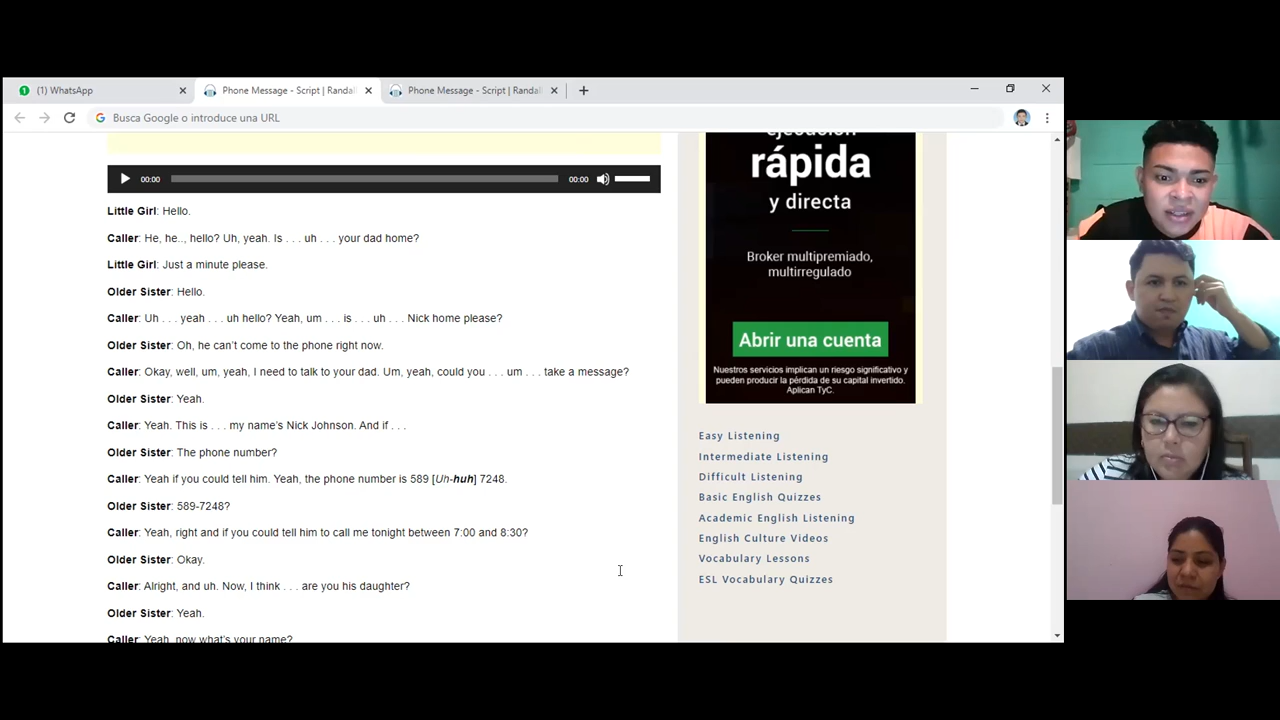 (1) WhatsApp
Phone Message - Script | Randal
Phone Message - Script | Randal
Busca Google o introduce una URL
00:00
00:00
Little Girl: Hello.
Caller: He, he.., hello? Uh, yeah. Is . . . uh . . . your dad home?
Little Girl: Just a minute please.
Older Sister: Hello.
Caller: Uh . . . yeah . . . uh hello? Yeah, um . . . is . . . uh . . . Nick home please?
Older Sister: Oh, he can’t come to the phone right now.
Caller: Okay, well, um, yeah, I need to talk to your dad. Um, yeah, could you . . . um . . . take a message?
Older Sister: Yeah.
Caller: Yeah. This is . . . my name’s Nick Johnson. And if . . .
Older Sister: The phone number?
Caller: Yeah if you could tell him. Yeah, the phone number is 589 [Uh-huh] 7248.
Older Sister: 589-7248?
Caller: Yeah, right and if you could tell him to call me tonight between 7:00 and 8:30?
Older Sister: Okay.
Caller: Alright, and uh. Now, I think . . . are you his daughter?
Older Sister: Yeah.
Caller: Yeah, now what’s your name?
ejecución
rápida
y directa
Broker multipremiado,
multirregulado
Abrir una cuenta
Nuestros servicios implican un riesgo significativo y
pueden producir la pérdida de su capital invertido.
Aplican TyC.
Easy Listening
Intermediate Listening
Difficult Listening
Basic English Quizzes
Academic English Listening
English Culture Videos
Vocabulary Lessons
ESL Vocabulary Quizzes